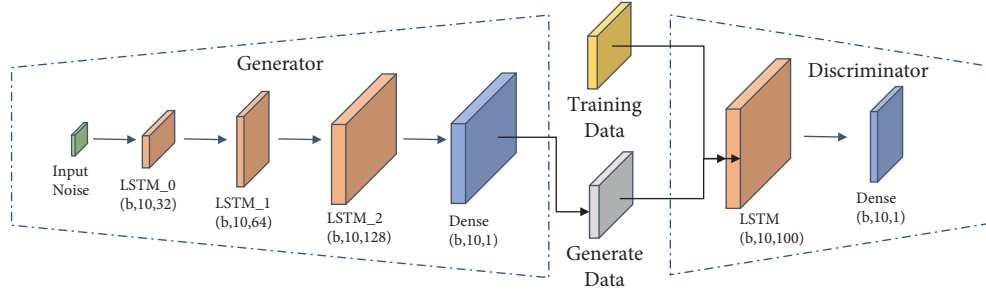 Generator
Input
Noise
LSTM_0
(b,10,32)
LSTM_1
(b,10,64)
LSTM_2
(b,10,128)
Dense
(b,10,1)
Training
Data
Generate
Data
Discriminator
LSTM
(b,10,100)
Dense
(b,10,1)